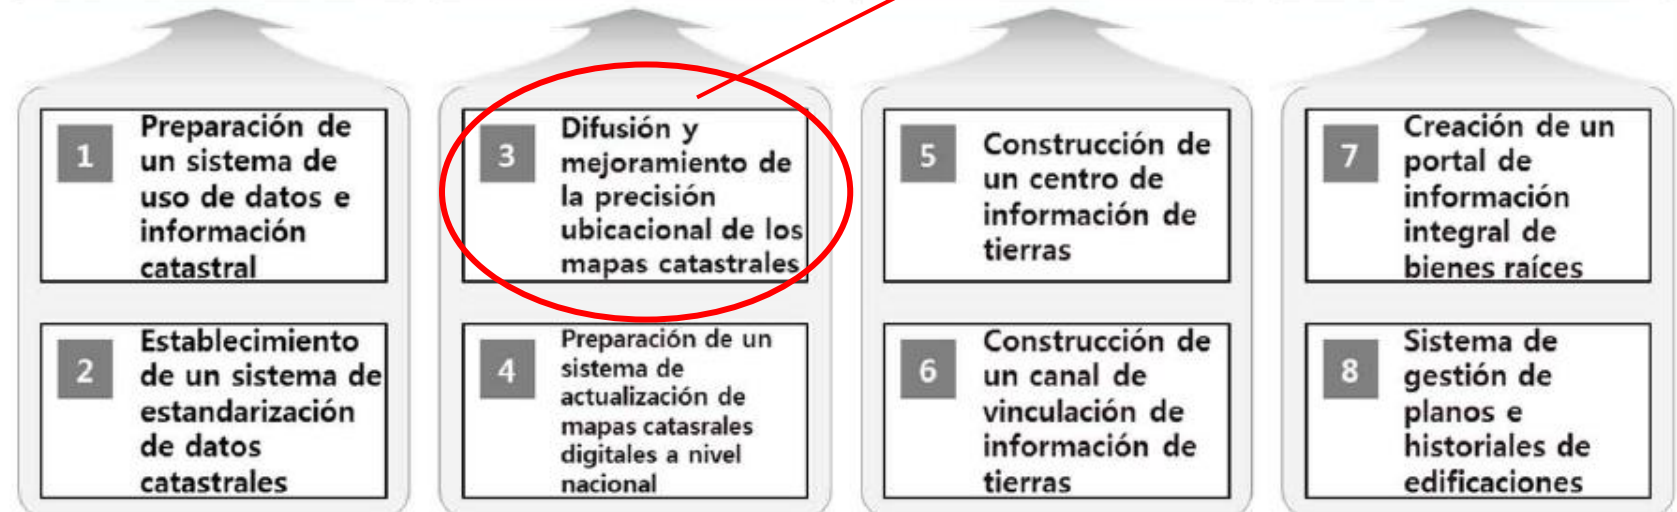 1
Preparación de
un sistema de
uso de datos e
información
catastral
2
Establecimiento
de un sistema de
estandarización
de datos
catastrales
3
Difusión y
mejoramiento de
la precisión
ubicacional de los
mapas catastrales
4
Preparación de un
sistema de
actualización de
mapas catasrales
digitales a nivel
nacional
5
Construcción de
un centro de
información de
tierras
6
Construcción de
un canal de
vinculación de
información de
tierras
7
Creación de un
portal de
información
integral de
bienes raíces
8
Sistema de
gestión de
planos e
historiales de
edificaciones